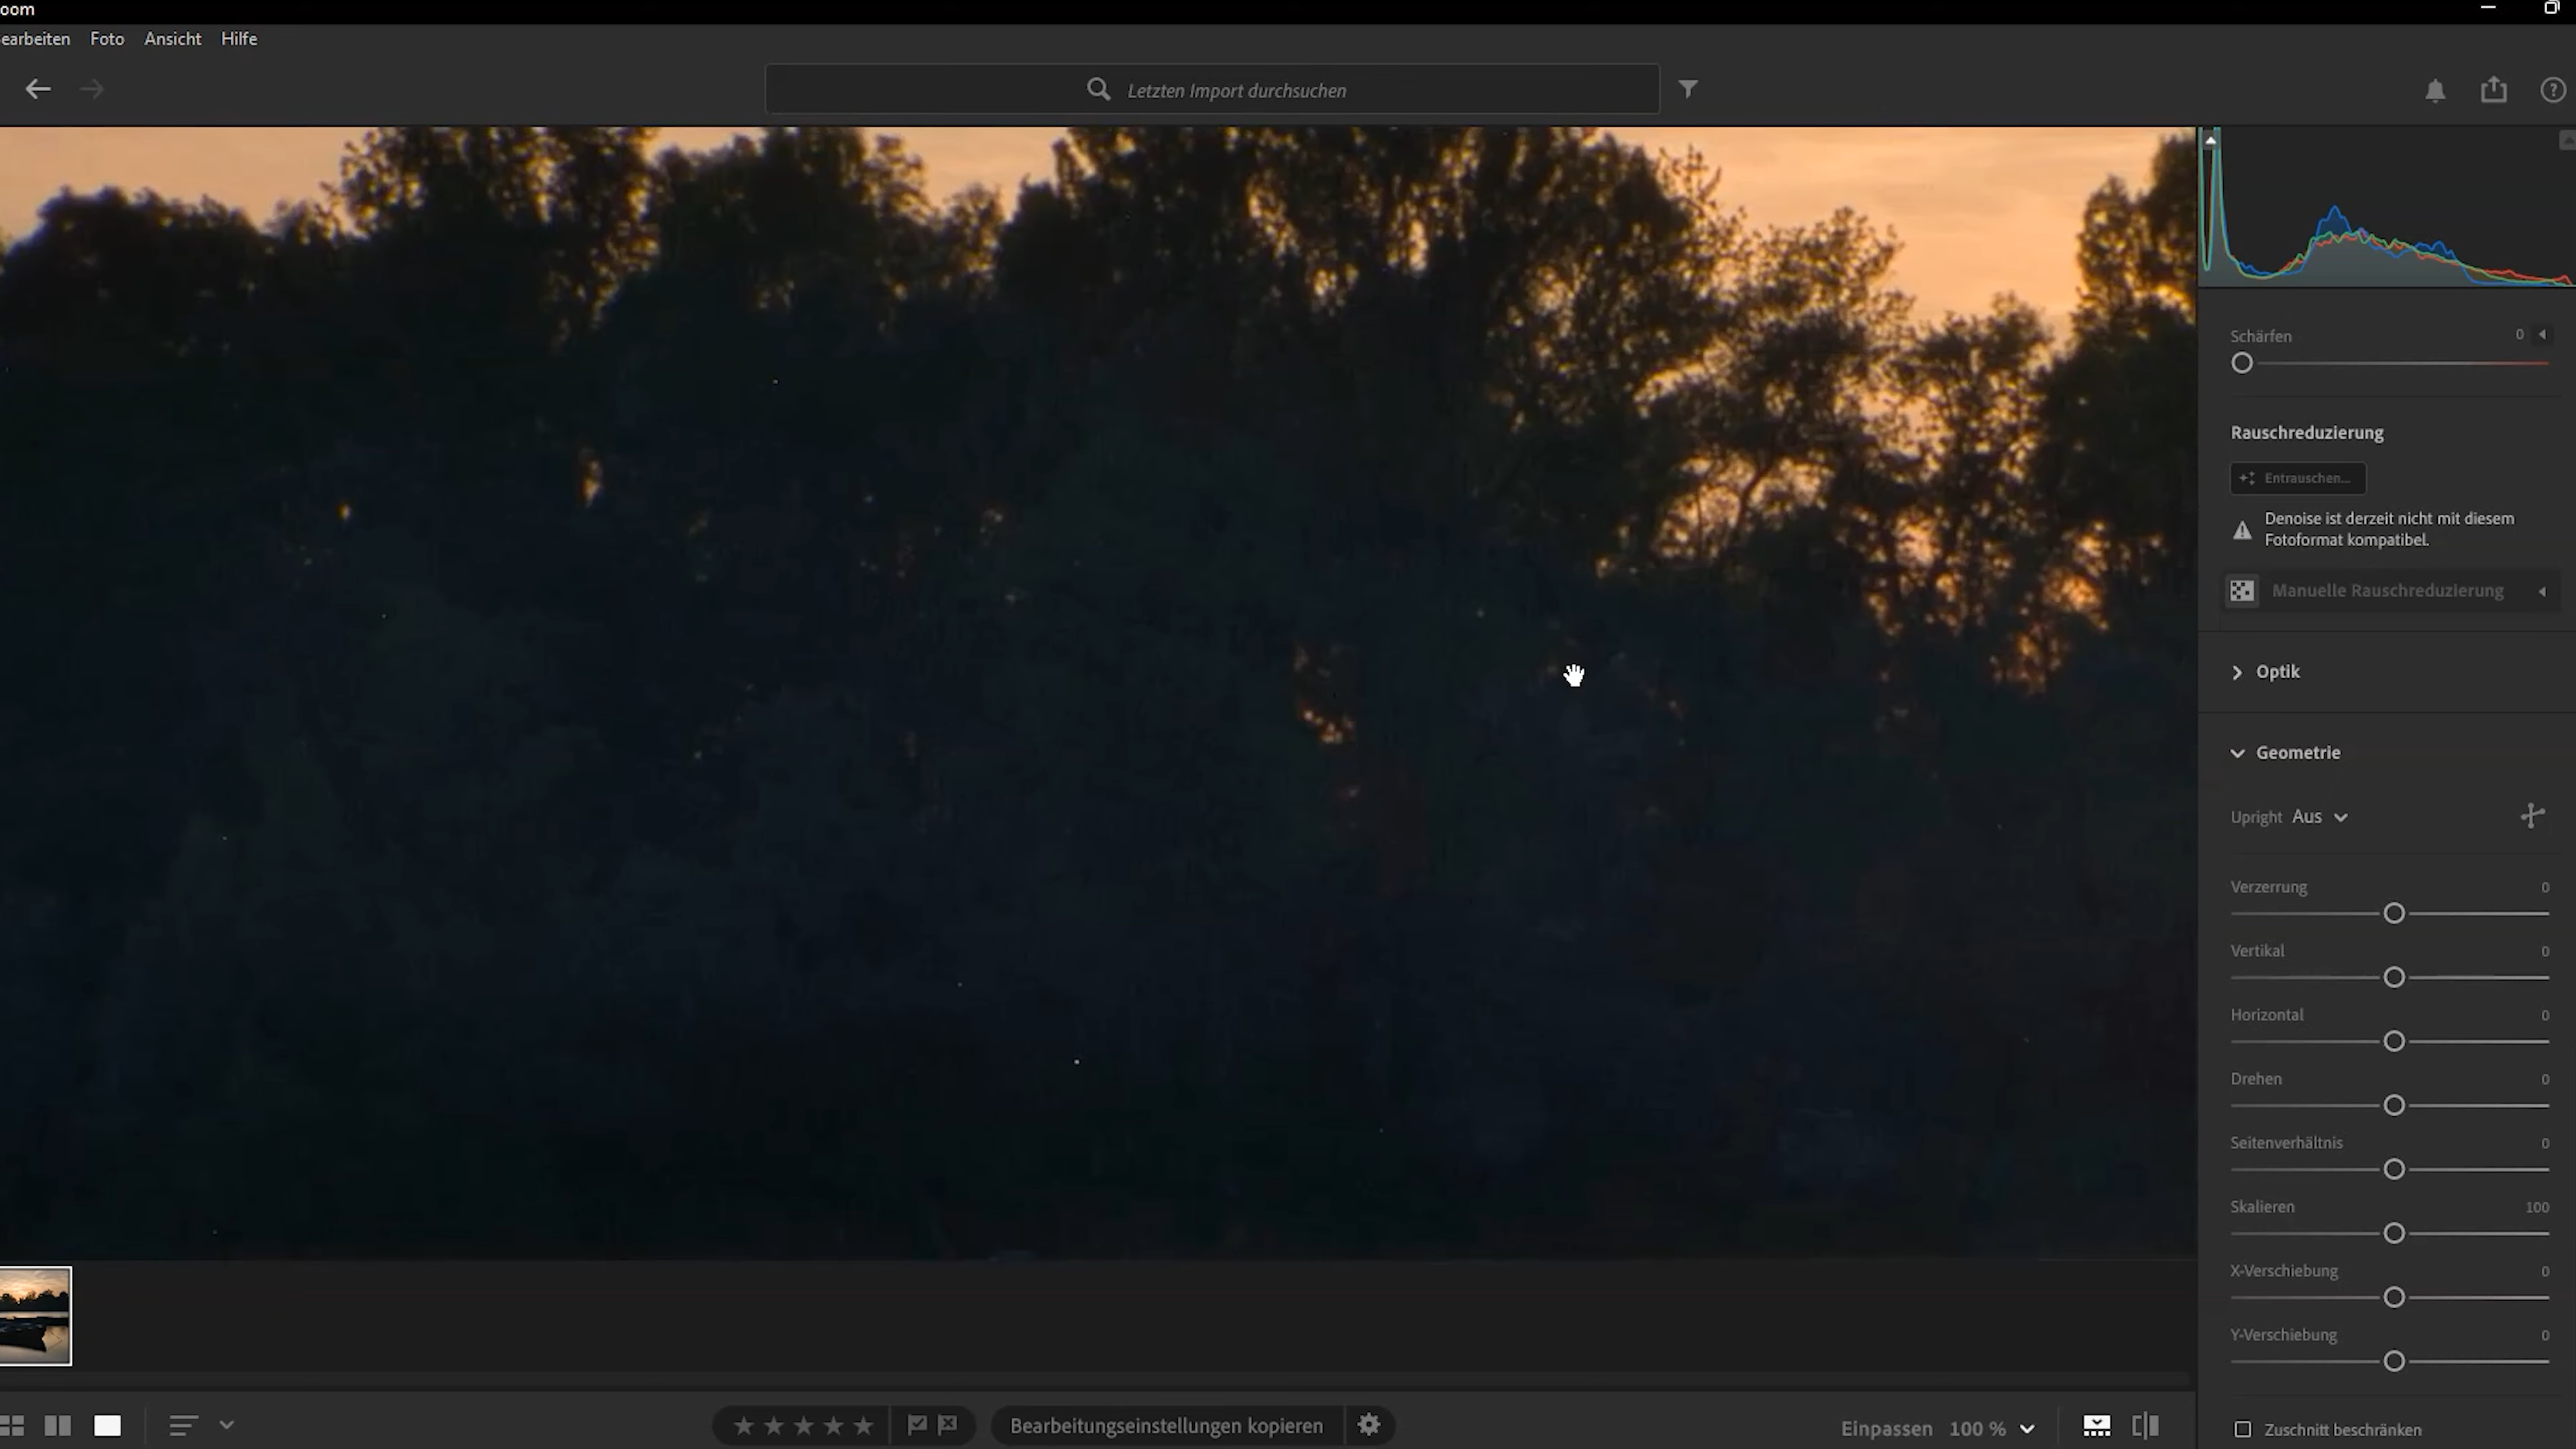 oom
earbeiten Foto Ansicht Hilfe
Letzten Import durchsuchen
Schärfen 0
Rauschreduzierung
Entrauschen...
Denoise ist derzeit nicht mit diesem
Fotoformat kompatibel.
Manuelle Rauschreduzierung
Optik
Geometrie
Upright Aus
Verzerrung 0
Vertikal 0
Horizontal 0
Drehen 0
Seitenverhältnis 0
Skalieren 100
X-Verschiebung 0
Y-Verschiebung 0
Zuschnitt beschränken
Bearbeitungseinstellungen kopieren
Einpassen 100 %